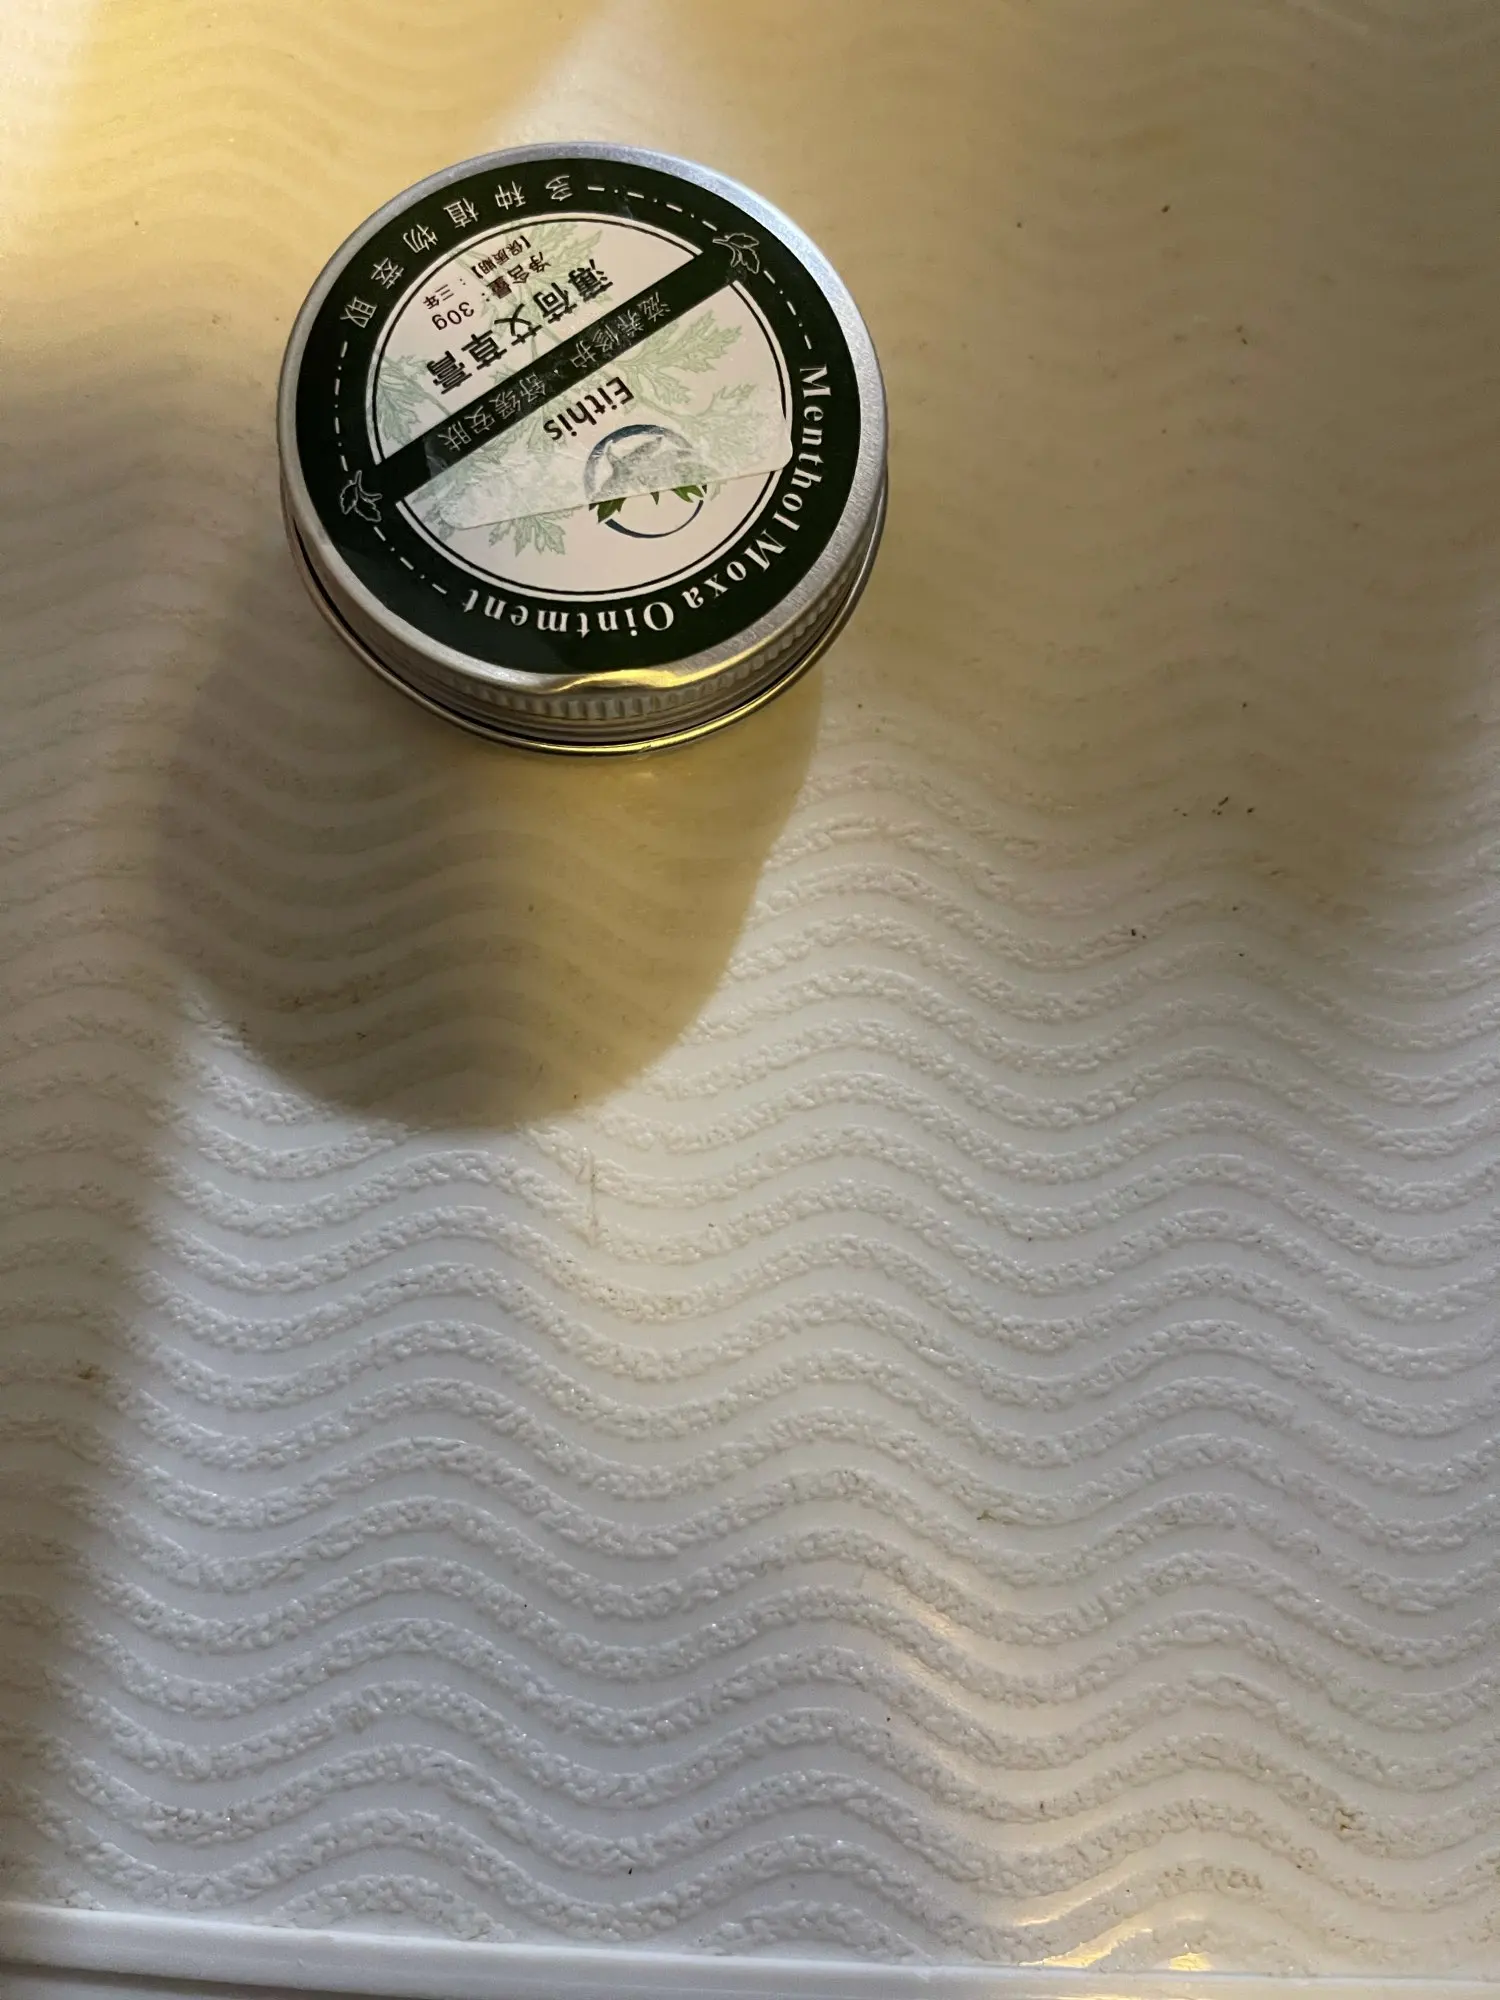 多种植物萃取
Eithis
滋养修护·舒缓安肤
薄荷艾草膏
净含量：30g
【保质期】：三年
Menthol Moxa Ointment